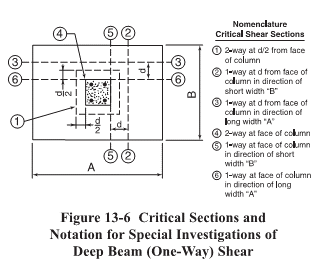 Nomenclature
Critical Shear Sections
① 2-way at d/2 from face
of column
② 1-way at d from face of
column in direction of
short width "B"
③ 1-way at d from face of
column in direction of
long width "A"
④ 2-way at face of column
⑤ 1-way at face of column
in direction of short
width "B"
⑥ 1-way at face of column
in direction of long
width "A"
④
⑤ ②
③
③
⑥
⑥
d
d
2
B
①
d
2
d
A
⑤ ②
Figure 13-6 Critical Sections and
Notation for Special Investigations of
Deep Beam (One-Way) Shear